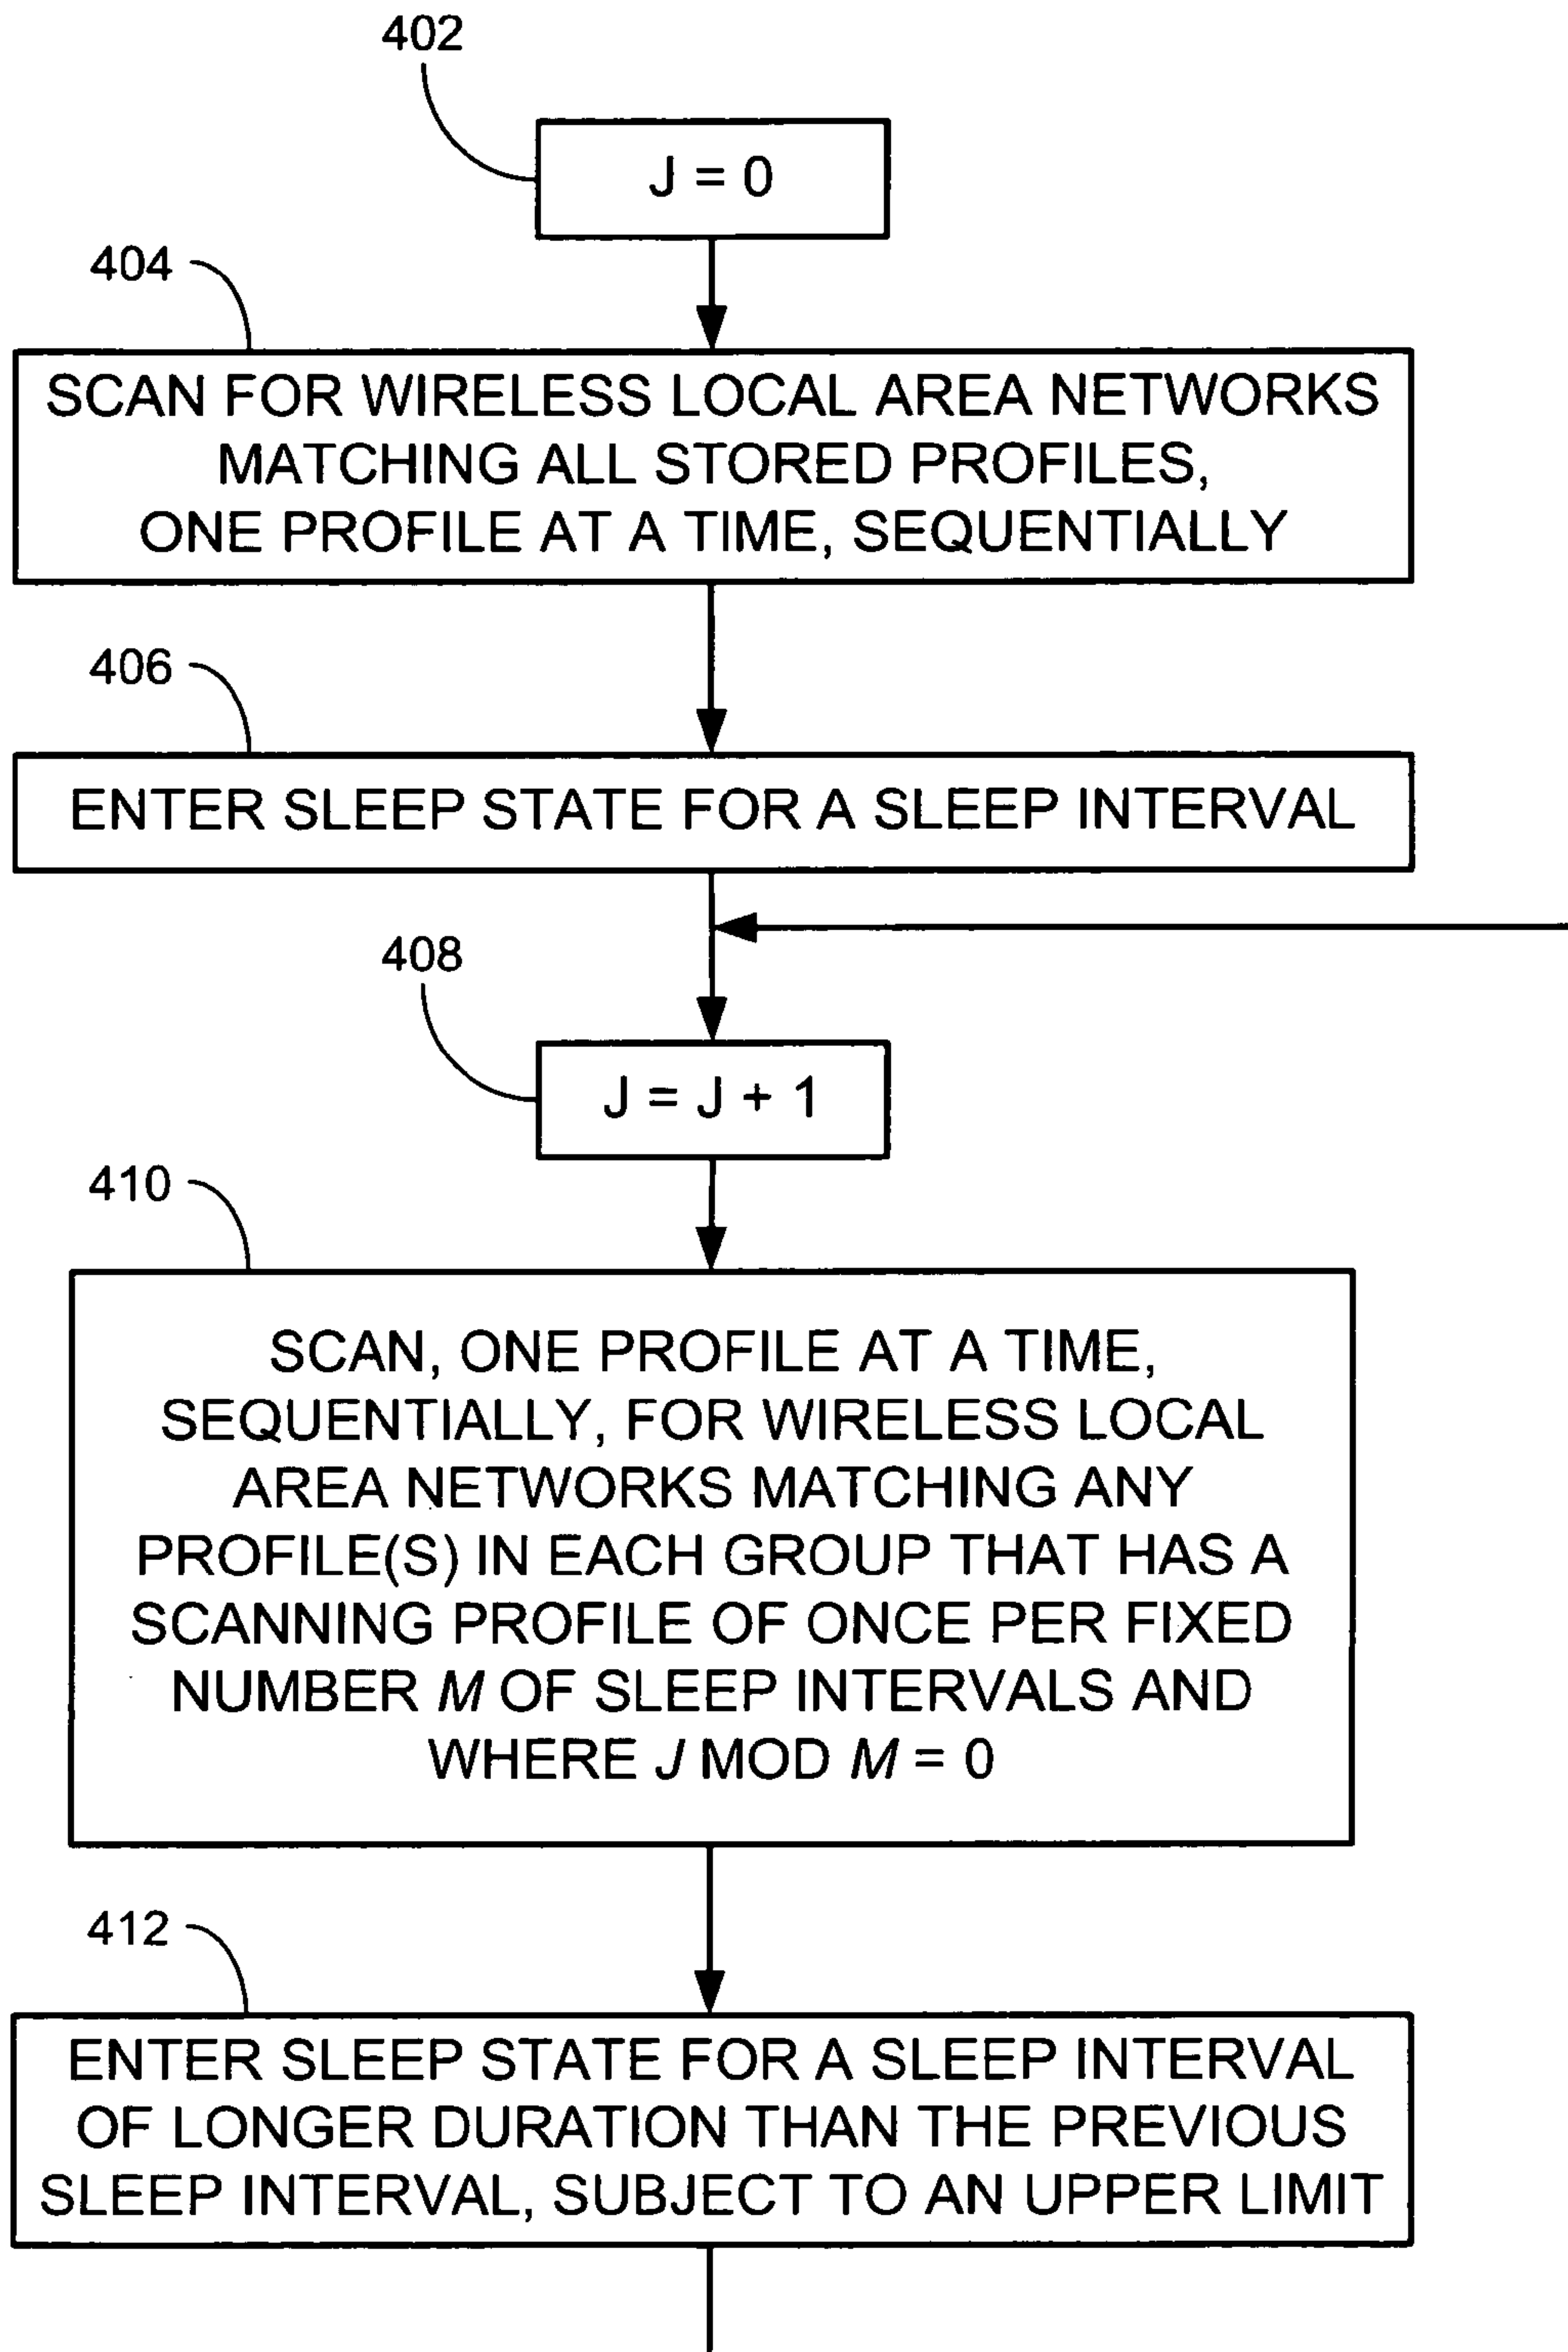 402
J = 0
404
SCAN FOR WIRELESS LOCAL AREA NETWORKS
MATCHING ALL STORED PROFILES,
ONE PROFILE AT A TIME, SEQUENTIALLY
406
ENTER SLEEP STATE FOR A SLEEP INTERVAL
408
J = J + 1
410
SCAN, ONE PROFILE AT A TIME,
SEQUENTIALLY, FOR WIRELESS LOCAL
AREA NETWORKS MATCHING ANY
PROFILE(S) IN EACH GROUP THAT HAS A
SCANNING PROFILE OF ONCE PER FIXED
NUMBER M OF SLEEP INTERVALS AND
WHERE J MOD M = 0
412
ENTER SLEEP STATE FOR A SLEEP INTERVAL
OF LONGER DURATION THAN THE PREVIOUS
SLEEP INTERVAL, SUBJECT TO AN UPPER LIMIT